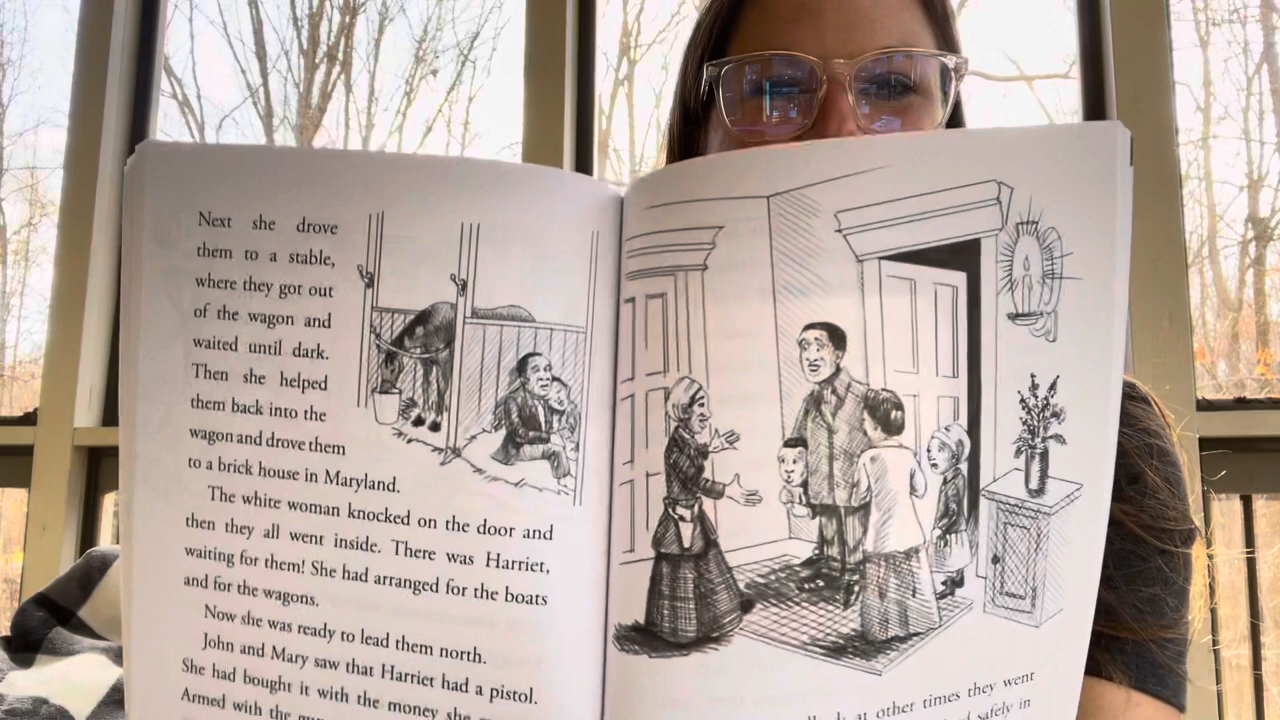 Next she drove
them to a stable,
where they got out
of the wagon and
waited until dark.
Then she helped
them back into the
wagon and drove them
to a brick house in Maryland.
The white woman knocked on the door and
then they all went inside. There was Harriet,
waiting for them! She had arranged for the boats
and for the wagons.
Now she was ready to lead them north.
John and Mary saw that Harriet had a pistol.
She had bought it with the money she
Armed with the
at other times they went
safely in